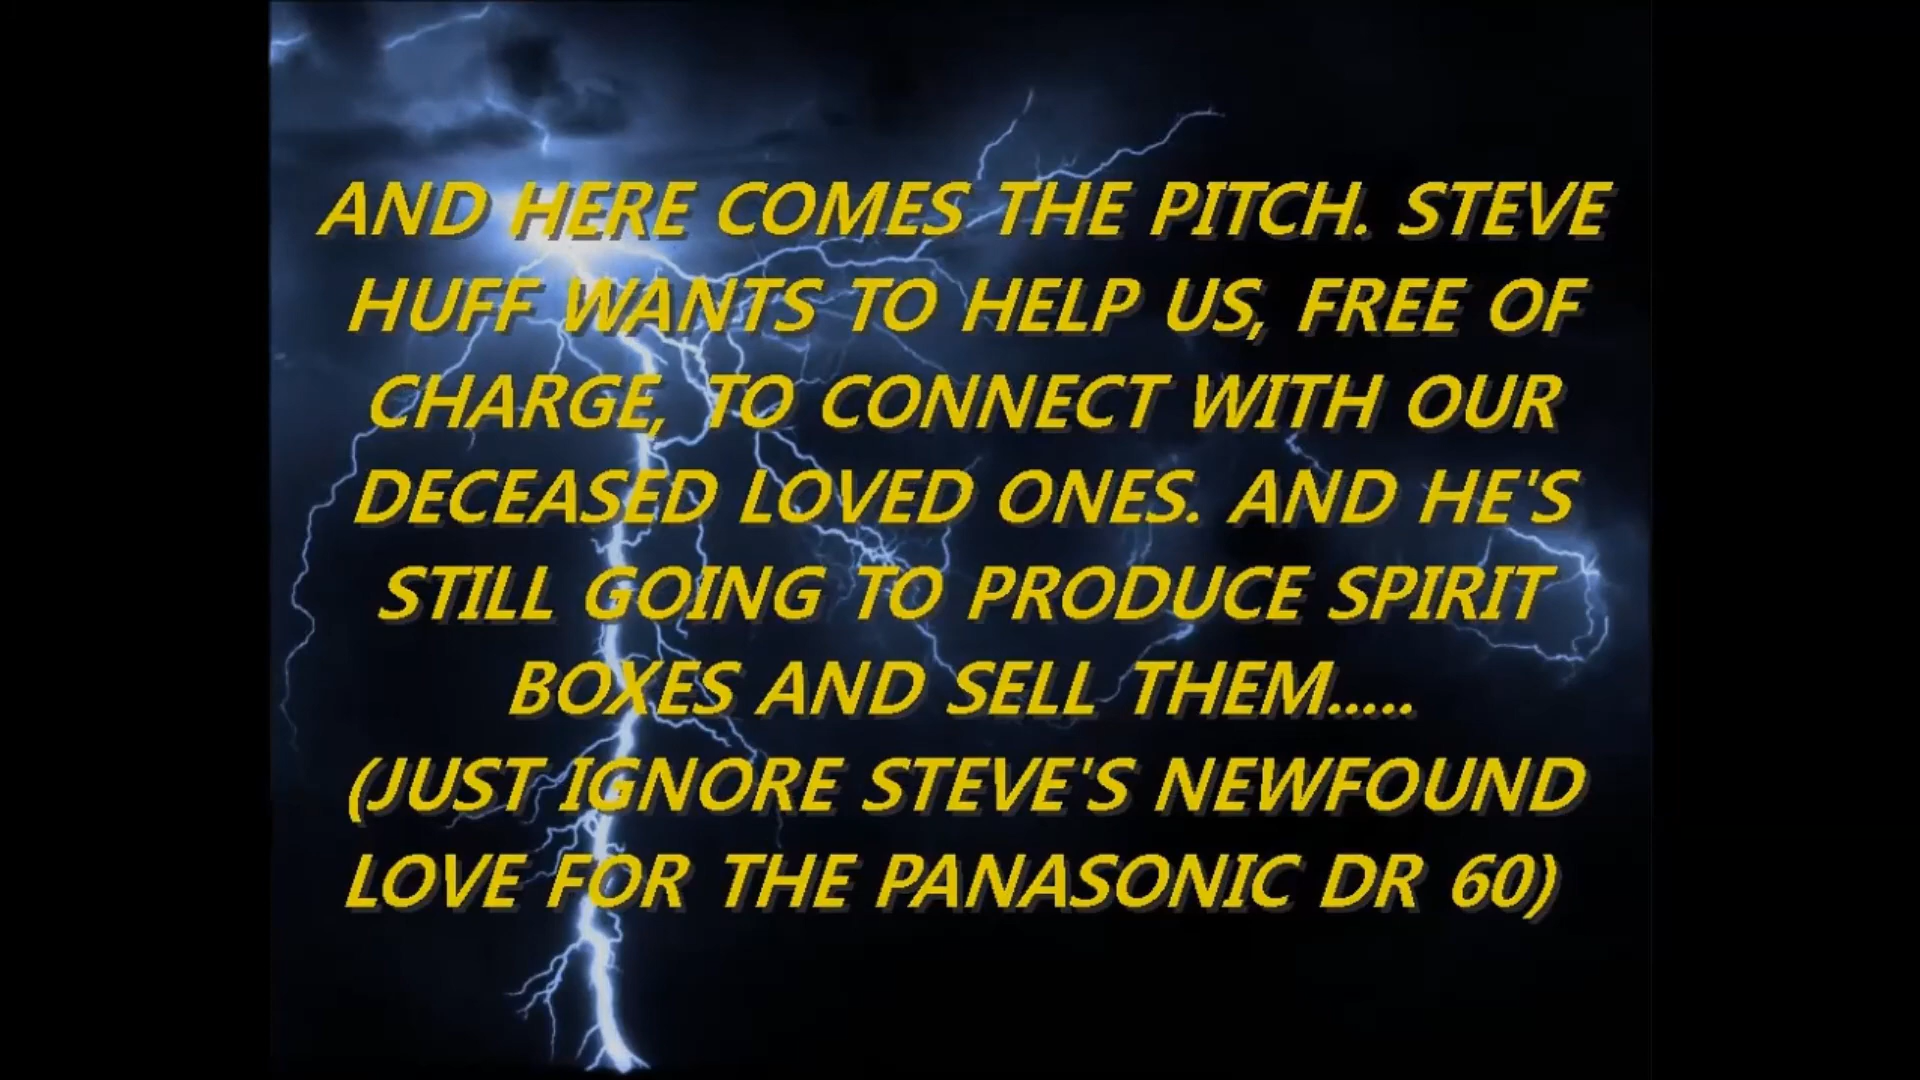 AND HERE COMES THE PITCH. STEVE
HUFF WANTS TO HELP US, FREE OF
CHARGE, TO CONNECT WITH OUR
DECEASED LOVED ONES. AND HE'S
STILL GOING TO PRODUCE SPIRIT
BOXES AND SELL THEM.....
(JUST IGNORE STEVE'S NEWFOUND
LOVE FOR THE PANASONIC DR 60)